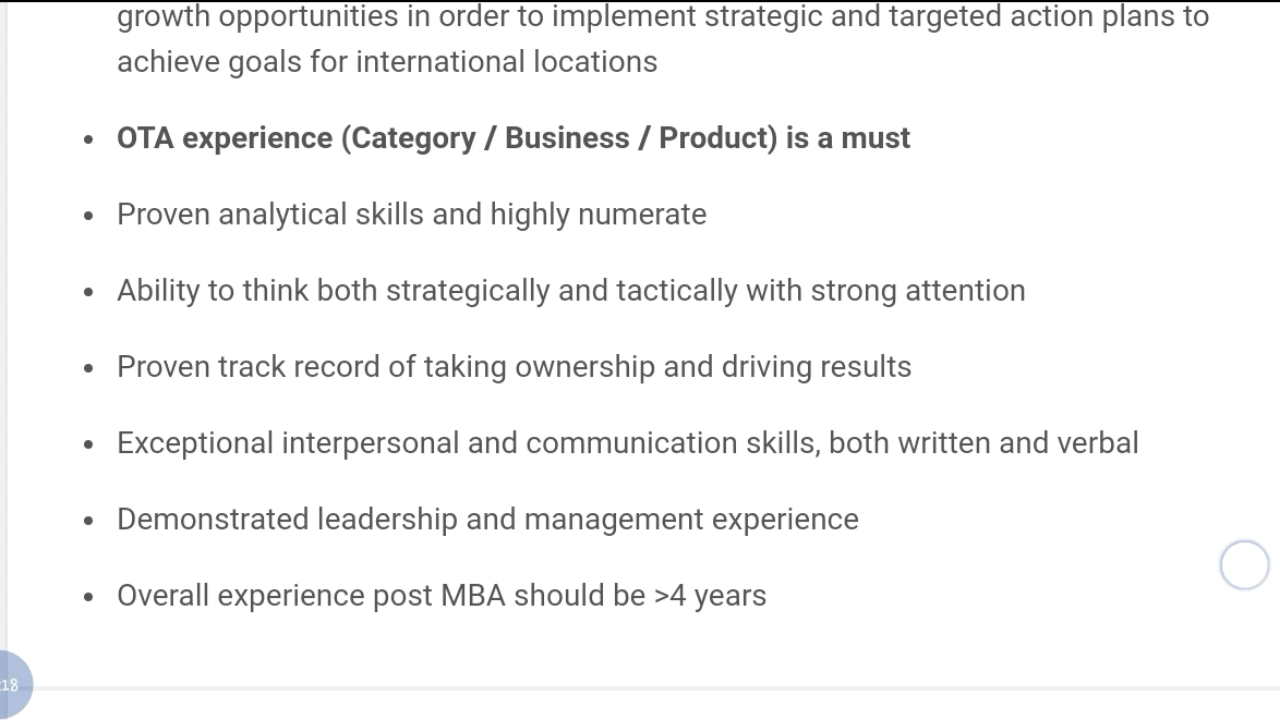 growth opportunities in order to implement strategic and targeted action plans to
achieve goals for international locations
• OTA experience (Category / Business / Product) is a must
• Proven analytical skills and highly numerate
• Ability to think both strategically and tactically with strong attention
• Proven track record of taking ownership and driving results
• Exceptional interpersonal and communication skills, both written and verbal
• Demonstrated leadership and management experience
• Overall experience post MBA should be >4 years
:18